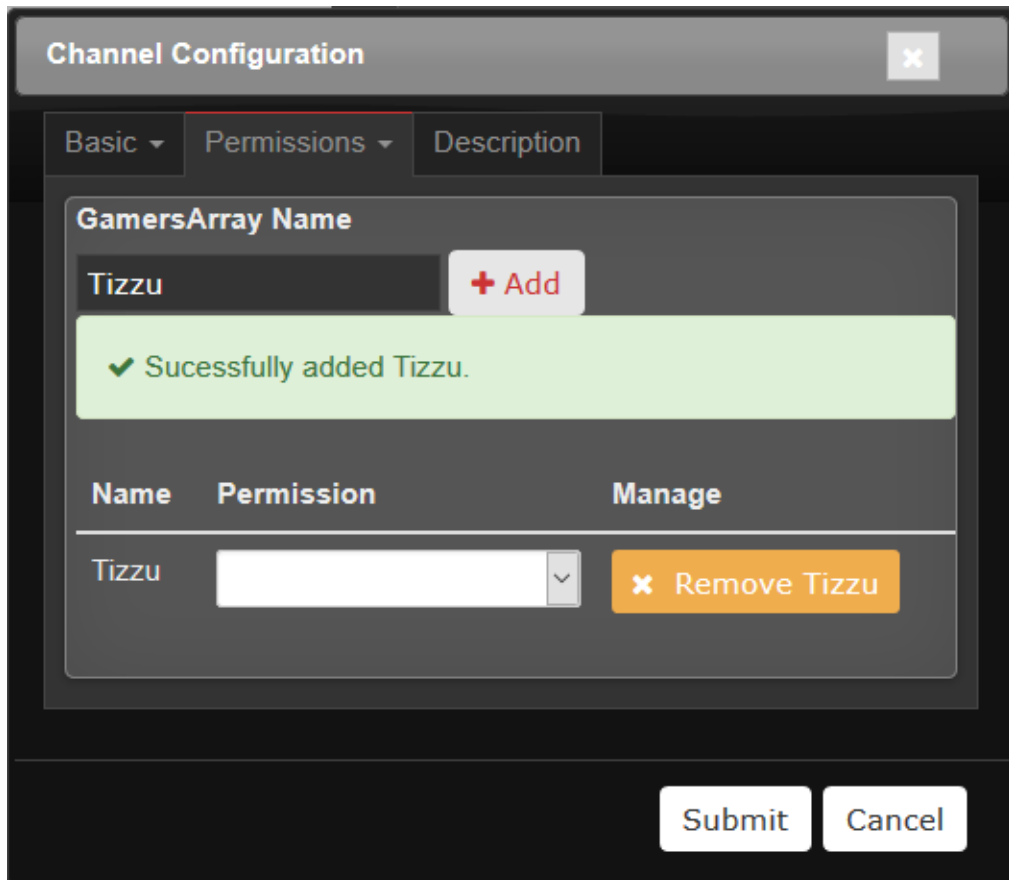 Channel Configuration
Basic Permissions Description
GamersArray Name
Tizzu Add
Sucessfully added Tizzu.
Name Permission Manage
Tizzu Remove Tizzu
Submit Cancel